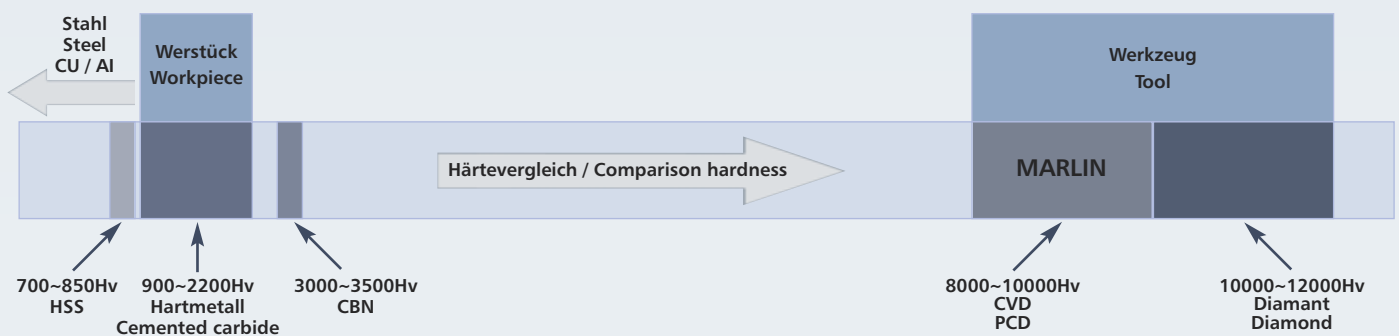 Stahl
Steel
CU / AI
Werstück
Workpiece
Werkzeug
Tool
Härtevergleich / Comparison hardness
MARLIN
700~850Hv
HSS
900~2200Hv
Hartmetall
Cemented carbide
3000~3500Hv
CBN
8000~10000Hv
CVD
PCD
10000~12000Hv
Diamant
Diamond